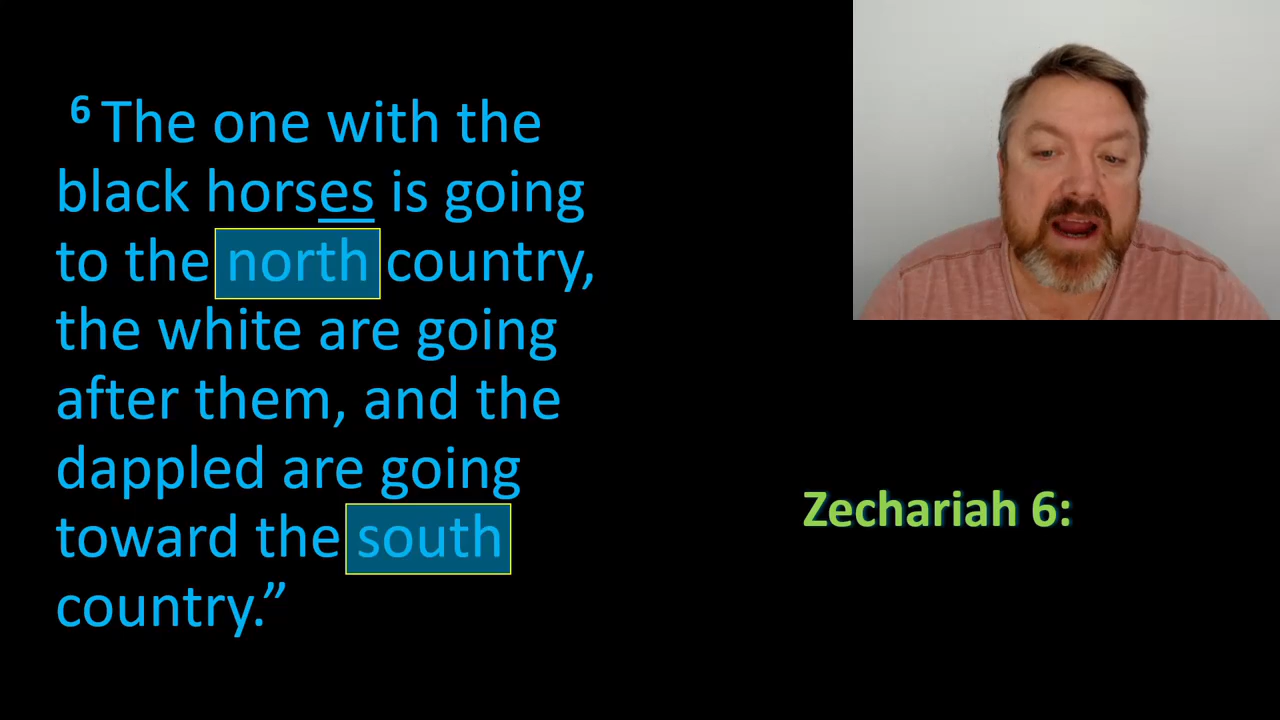 6 The one with the
black horses is going
to the north country,
the white are going
after them, and the
dappled are going
toward the south
country.”
Zechariah 6: